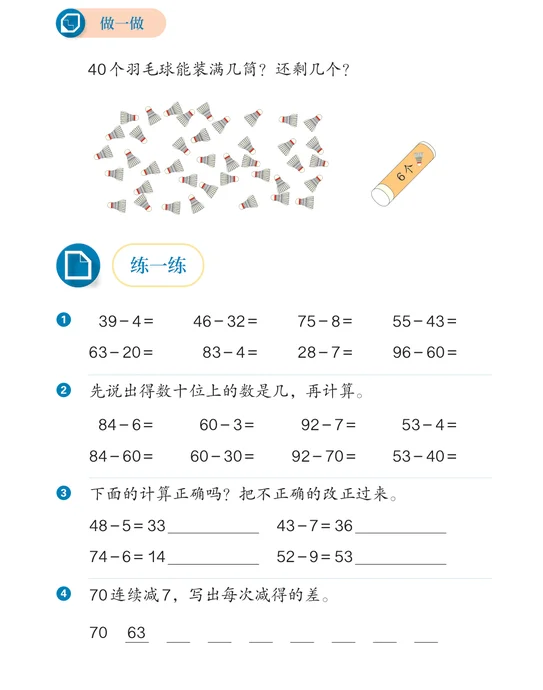 做一做
40个羽毛球能装满几筒？还剩几个？
6个
练一练
1 39－4＝ 46－32＝ 75－8＝ 55－43＝
63－20＝ 83－4＝ 28－7＝ 96－60＝
2 先说出得数十位上的数是几，再计算。
84－6＝ 60－3＝ 92－7＝ 53－4＝
84－60＝ 60－30＝ 92－70＝ 53－40＝
3 下面的计算正确吗？把不正确的改正过来。
48－5＝33 43－7＝36
74－6＝14 52－9＝53
4 70连续减7，写出每次减得的差。
70 63